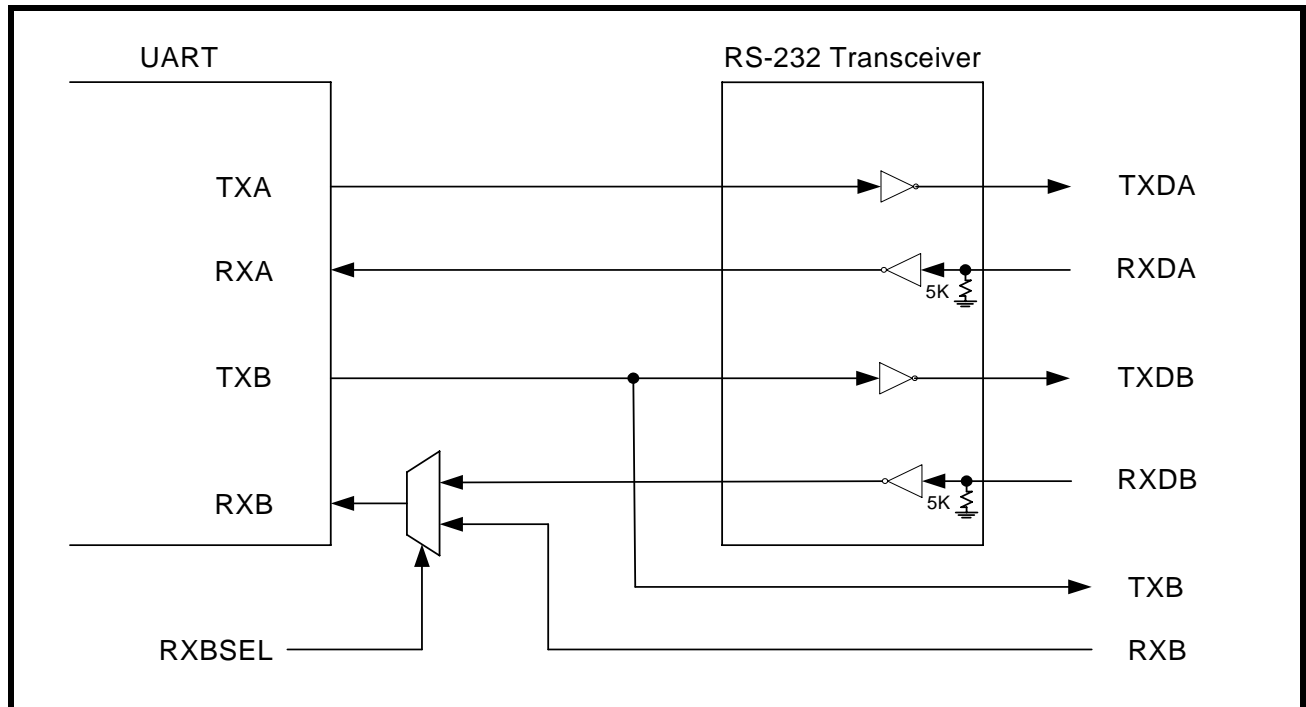 UART
RS-232 Transceiver
TXA
TXDA
RXA
RXDA
5K
TXB
TXDB
RXB
RXDB
5K
TXB
RXBSEL
RXB